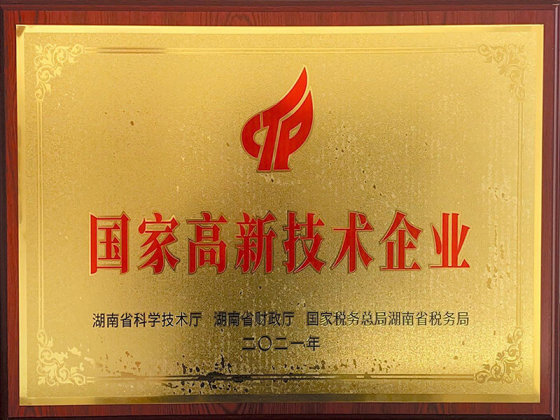 CTP
国家高新技术企业
湖南省科学技术厅 湖南省财政厅 国家税务总局湖南省税务局
二〇二一年